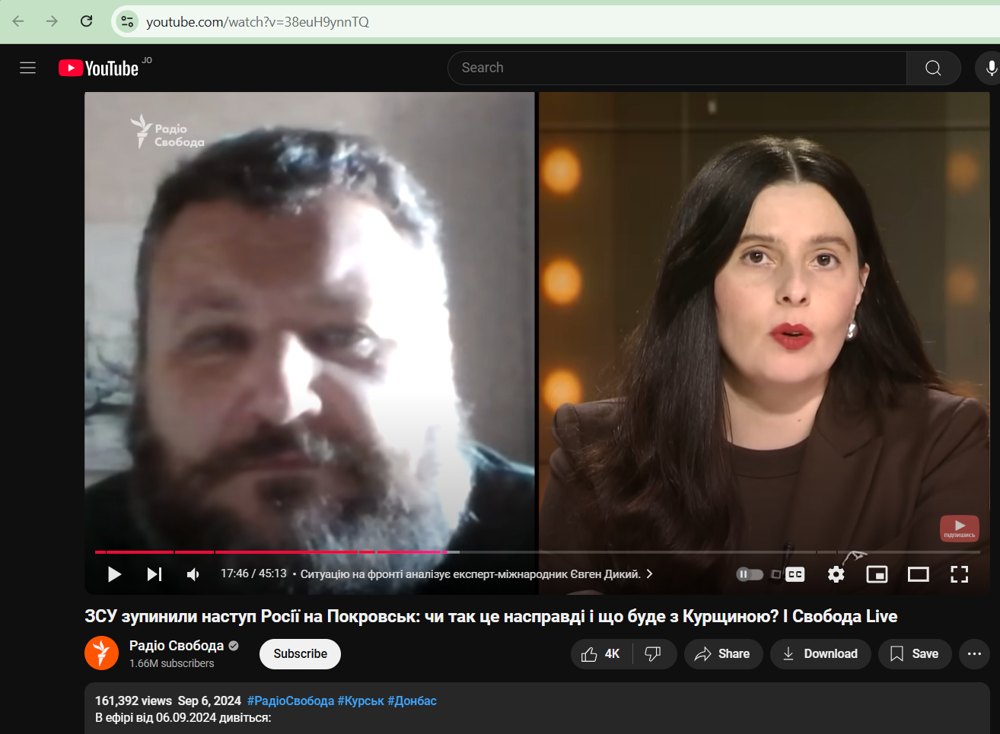 youtube.com/watch?v=38euH9ynnTQ
YouTube JO
Search
Радіо
Свобода
ПІДПИШИСЬ
17:46 / 45:13 • Ситуацію на фронті аналізує експерт-міжнародник Євген Дикий.
CC
ЗСУ зупинили наступ Росії на Покровськ: чи так це насправді і що буде з Курщиною? І Свобода Live
Радіо Свобода
1.66M subscribers
Subscribe
4K
Share
Download
Save
161,392 views Sep 6, 2024 #РадіоСвобода #Курськ #Донбас
В ефірі від 06.09.2024 дивіться: